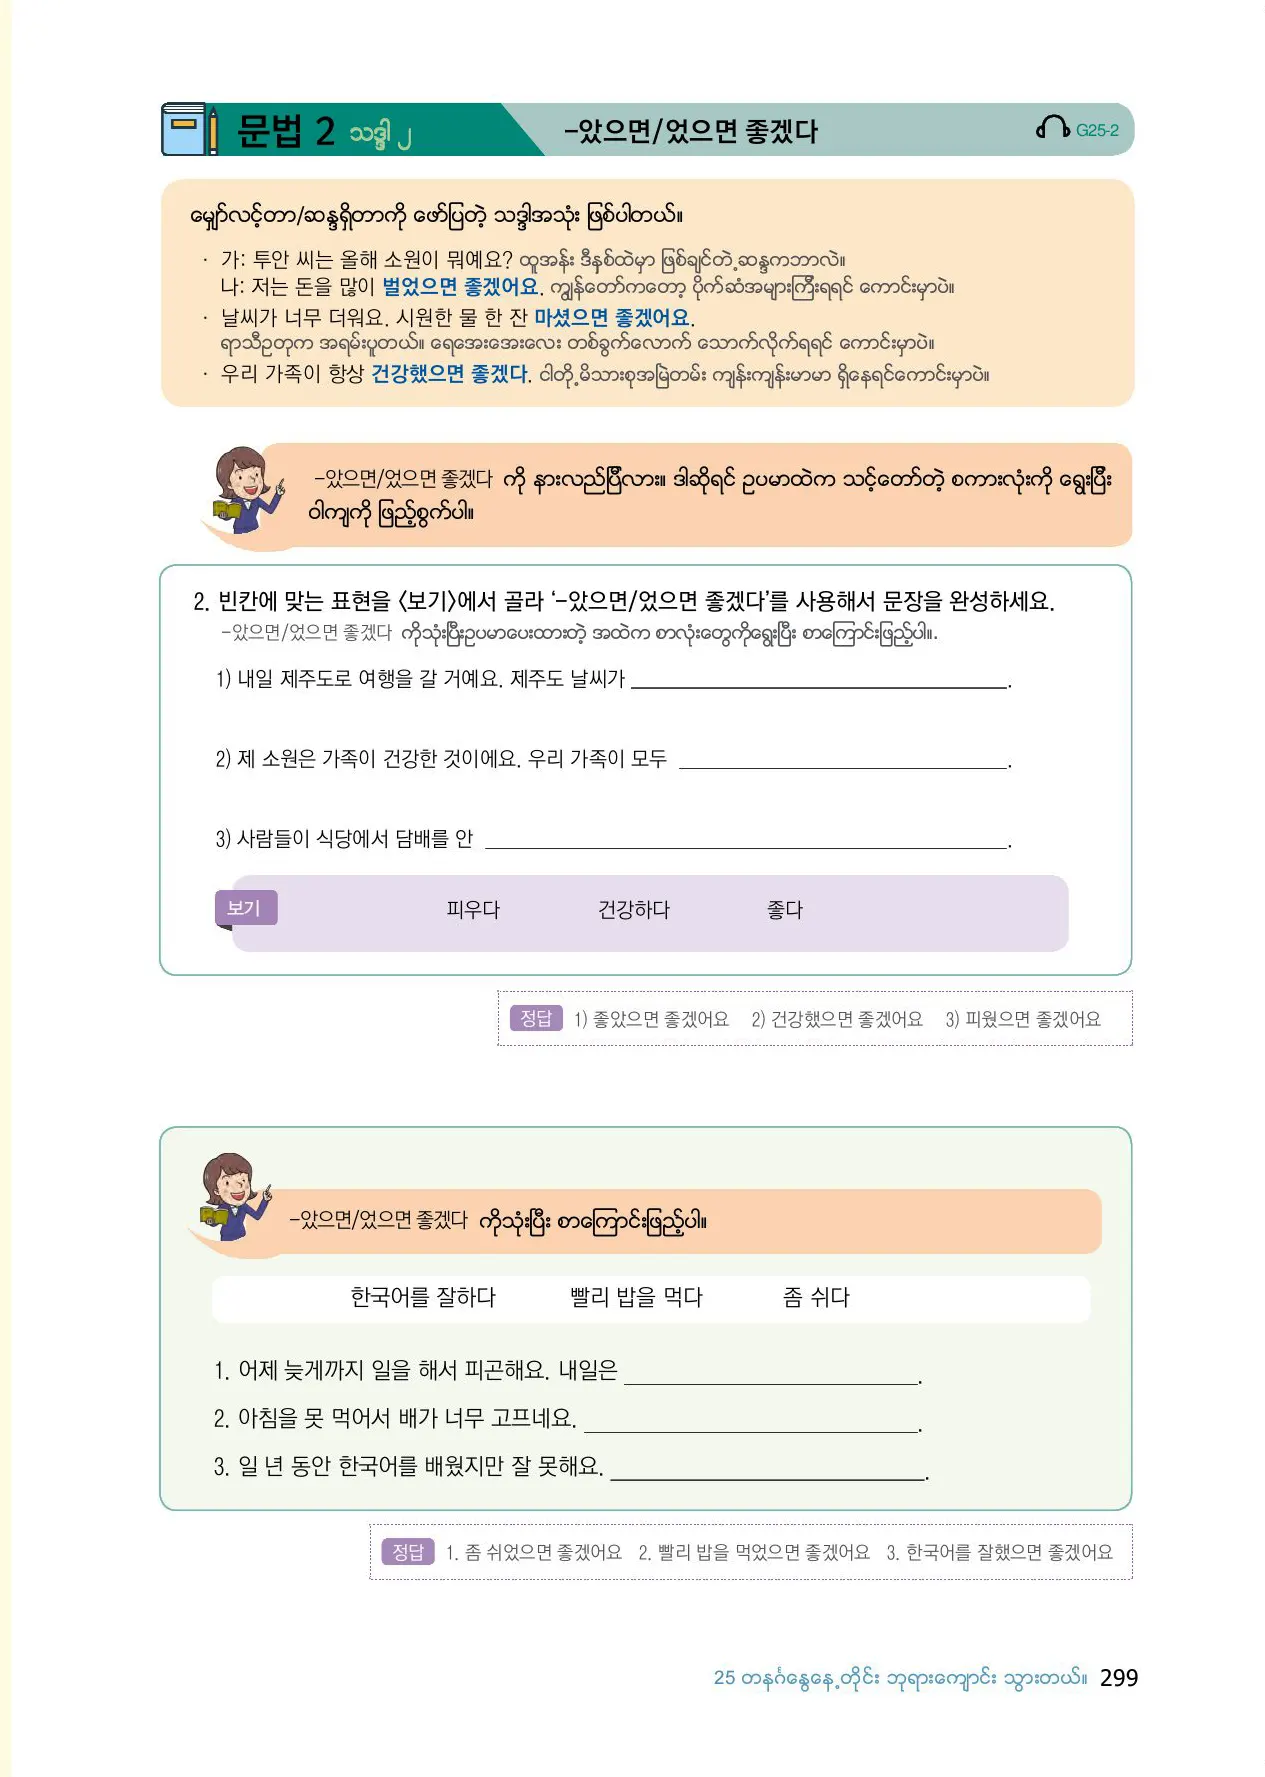 문법 2 သဒ္ဒါ ၂ -았으면/었으면 좋겠다 G25-2
မျှော်လင့်တာ/ဆန္ဒရှိတာကို ဖော်ပြတဲ့ သဒ္ဒါအသုံး ဖြစ်ပါတယ်။
· 가: 투안 씨는 올해 소원이 뭐예요? ထူအန်း ဒီနှစ်ထဲမှာ ဖြစ်ချင်တဲ့ ဆန္ဒကဘာလဲ။
나: 저는 돈을 많이 벌었으면 좋겠어요. ကျွန်တော်ကတော့ ပိုက်ဆံအများကြီးရရင် ကောင်းမှာပဲ။
· 날씨가 너무 더워요. 시원한 물 한 잔 마셨으면 좋겠어요.
ရာသီဥတုက အရမ်းပူတယ်။ ရေအေးအေးလေး တစ်ခွက်လောက် သောက်လိုက်ရရင် ကောင်းမှာပဲ။
· 우리 가족이 항상 건강했으면 좋겠다. ငါတို့မိသားစုအမြဲတမ်း ကျန်းကျန်းမာမာ ရှိနေရင်ကောင်းမှာပဲ။
-았으면/었으면 좋겠다 ကို နားလည်ပြီလား။ ဒါဆိုရင် ဥပမာထဲက သင့်တော်တဲ့ စကားလုံးကို ရွေးပြီး
ဝါကျကို ဖြည့်စွက်ပါ။
2. 빈칸에 맞는 표현을 〈보기〉에서 골라 ‘-았으면/었으면 좋겠다’를 사용해서 문장을 완성하세요.
-았으면/었으면 좋겠다 ကိုသုံးပြီးဥပမာပေးထားတဲ့ အထဲက စာလုံးတွေကိုရွေးပြီး စာကြောင်းဖြည့်ပါ။.
1) 내일 제주도로 여행을 갈 거예요. 제주도 날씨가 ____________________.
2) 제 소원은 가족이 건강한 것이에요. 우리 가족이 모두 ____________________.
3) 사람들이 식당에서 담배를 안 ____________________.
보기 피우다 건강하다 좋다
정답 1) 좋았으면 좋겠어요 2) 건강했으면 좋겠어요 3) 피웠으면 좋겠어요
-았으면/었으면 좋겠다 ကိုသုံးပြီး စာကြောင်းဖြည့်ပါ။
한국어를 잘하다 빨리 밥을 먹다 좀 쉬다
1. 어제 늦게까지 일을 해서 피곤해요. 내일은 ____________________.
2. 아침을 못 먹어서 배가 너무 고프네요. ____________________.
3. 일 년 동안 한국어를 배웠지만 잘 못해요. ____________________.
정답 1. 좀 쉬었으면 좋겠어요 2. 빨리 밥을 먹었으면 좋겠어요 3. 한국어를 잘했으면 좋겠어요
25 တနင်္ဂနွေနေ့တိုင်း ဘုရားကျောင်း သွားတယ်။ 299